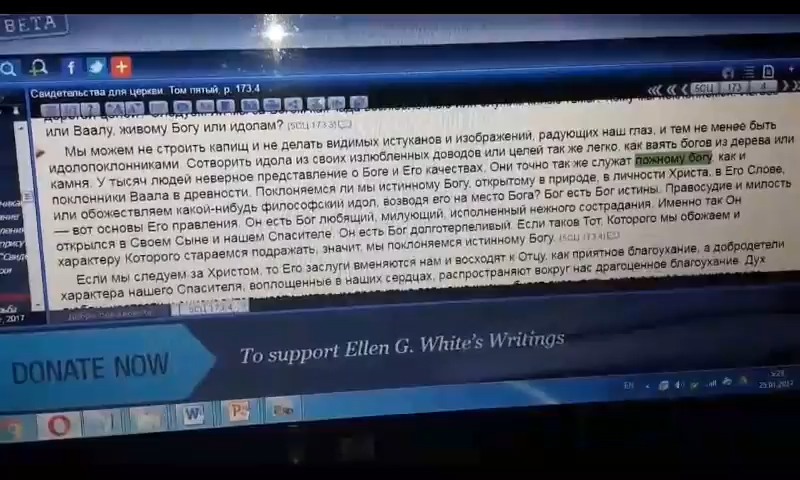 BETA
Свидетельства для церкви. Том пятый, p. 173.4
5СЦ 173 4
или Ваалу, живому Богу или идолам? {5СЦ 173.3}
Мы можем не строить капищ и не делать видимых истуканов и изображений, радующих наш глаз, и тем не менее быть
идолопоклонниками. Сотворить идола из своих излюбленных доводов или целей так же легко, как ваять богов из дерева или
камня. У тысяч людей неверное представление о Боге и Его качествах. Они точно так же служат ложному богу, как и
поклонники Ваала в древности. Поклоняемся ли мы истинному Богу, открытому в природе, в личности Христа, в Его Слове,
или обожествляем какой-нибудь философский идол, возводя его на место Бога? Бог есть Бог истины. Правосудие и милость
— вот основы Его правления. Он есть Бог любящий, милующий, исполненный нежного сострадания. Именно так Он
открылся в Своем Сыне и нашем Спасителе. Он есть Бог долготерпеливый. Если таков Тот, Которого мы обожаем и
характеру Которого стараемся подражать, значит, мы поклоняемся истинному Богу. {5СЦ 173.4}
Если мы следуем за Христом, то Его заслуги вменяются нам и восходят к Отцу, как приятное благоухание, а добродетели
характера нашего Спасителя, воплощенные в наших сердцах, распространяют вокруг нас драгоценное благоухание. Дух
, 2017
5СЦ 173.4
DONATE NOW
To support Ellen G. White's Writings
EN
5:29
25.01.2017